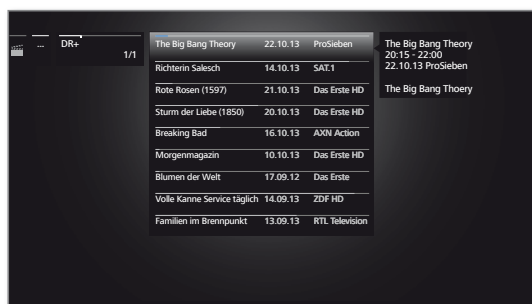 ... DR+
1/1
The Big Bang Theory 22.10.13 ProSieben
Richterin Salesch 14.10.13 SAT.1
Rote Rosen (1597) 21.10.13 Das Erste HD
Sturm der Liebe (1850) 20.10.13 Das Erste HD
Breaking Bad 16.10.13 AXN Action
Morgenmagazin 10.10.13 Das Erste HD
Blumen der Welt 17.09.12 Das Erste
Volle Kanne Service täglich 14.09.13 ZDF HD
Familien im Brennpunkt 13.09.13 RTL Television
The Big Bang Theory
20:15 - 22:00
22.10.13 ProSieben
The Big Bang Thoery